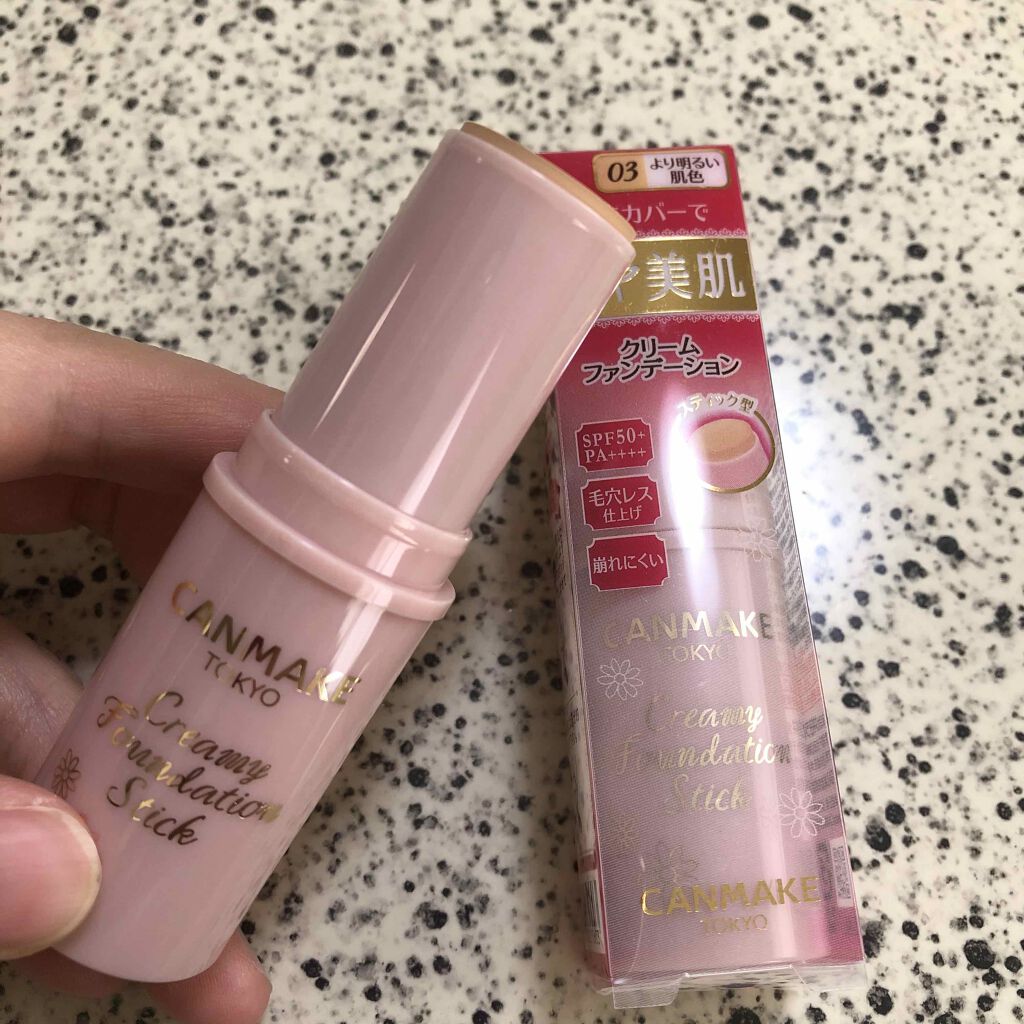 CANMAKE
TOKYO
Creamy
Foundation
Stick
03
より明るい
肌色
カバーで
美肌
クリーム
ファンデーション
スティック型
SPF50+
PA++++
毛穴レス
仕上げ
崩れにくい
CANMAKE
TOKYO
Creamy
Foundation
Stick
CANMAKE
TOKYO